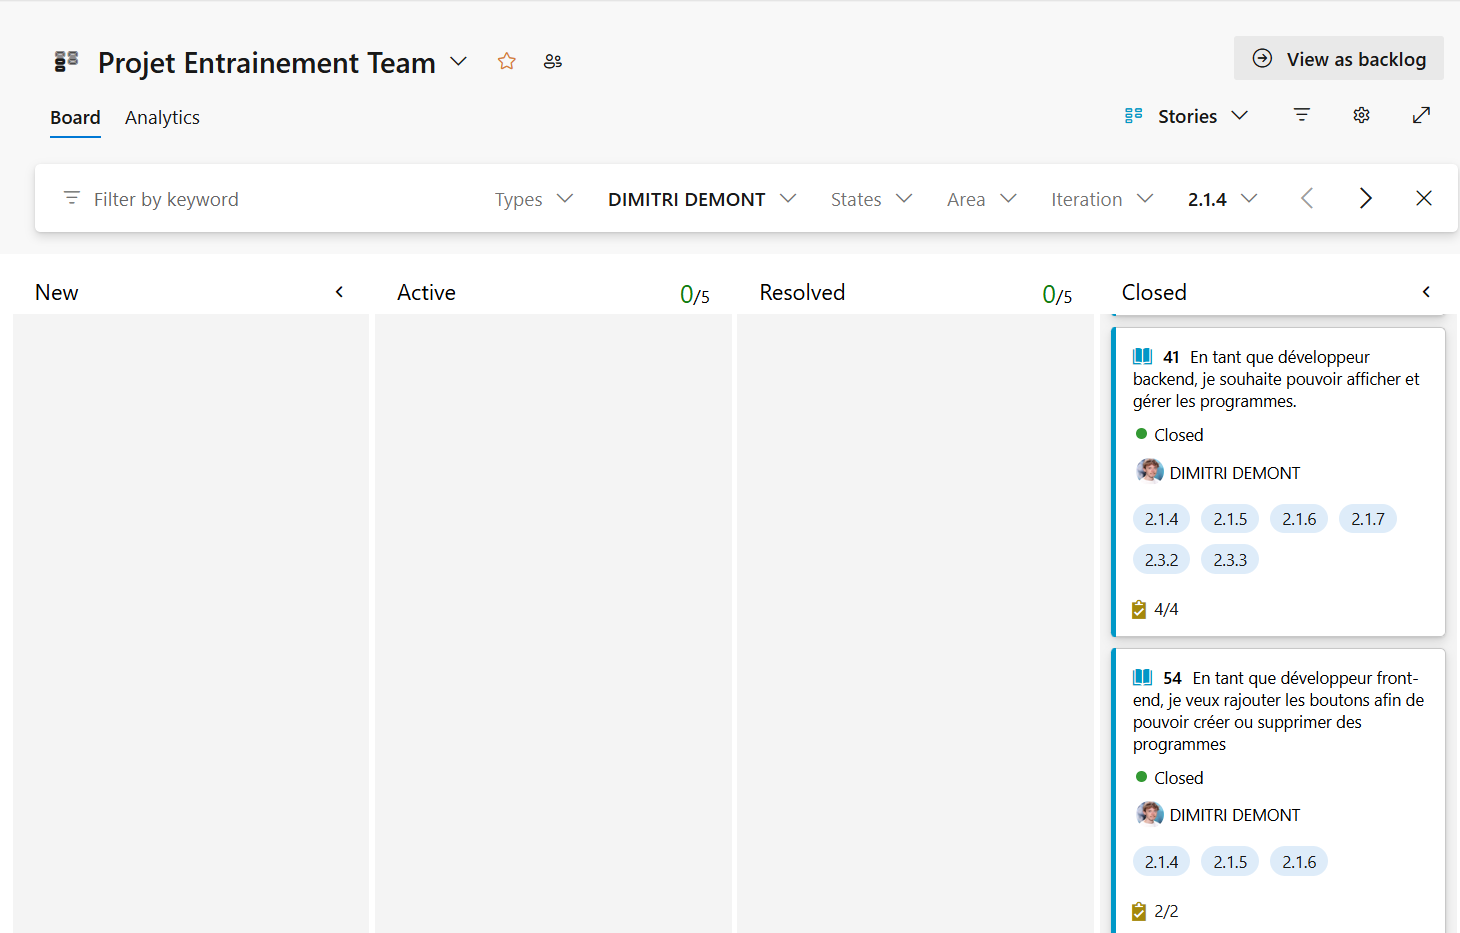 Projet Entrainement Team
View as backlog
Board Analytics
Stories
Filter by keyword Types DIMITRI DEMONT States Area Iteration 2.1.4
New Active 0/5 Resolved 0/5 Closed
41 En tant que développeur
backend, je souhaite pouvoir afficher et
gérer les programmes.
Closed
DIMITRI DEMONT
2.1.4 2.1.5 2.1.6 2.1.7
2.3.2 2.3.3
4/4
54 En tant que développeur front-
end, je veux rajouter les boutons afin de
pouvoir créer ou supprimer des
programmes
Closed
DIMITRI DEMONT
2.1.4 2.1.5 2.1.6
2/2